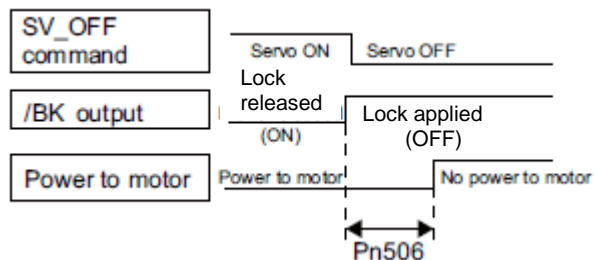 SV_OFF
command
Servo ON
Servo OFF
Lock
released
/BK output
Lock applied
(ON)
(OFF)
Power to motor
Power to motor
No power to motor
Pn506